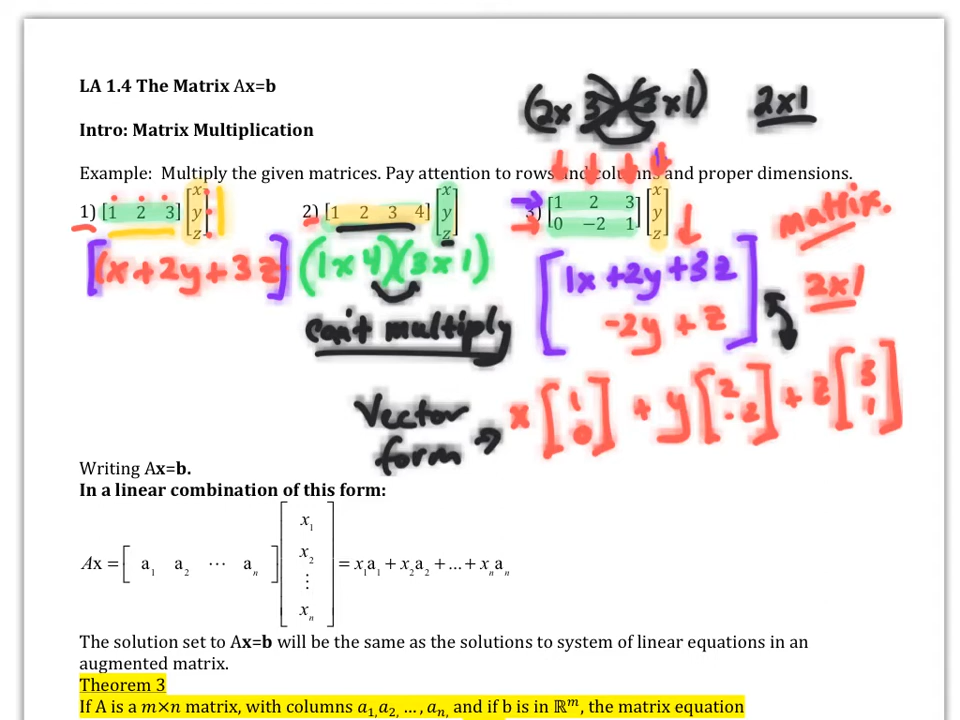 LA 1.4 The Matrix Ax=b
(2x 3) (3x1) 2x1
Intro: Matrix Multiplication
Example: Multiply the given matrices. Pay attention to rows and columns and proper dimensions.
1) [1 2 3] [x y z] 2) [1 2 3 4] [x y z] 3) [1 2 3 0 −2 1] [x y z]
matrix.
2x1
[1x+2y+3z] (1x4)(3x1) [1x+2y+3z
-2y+z]
can't multiply
Vector form → x[1 0] + y[2 -2] + z[3 1]
Writing Ax=b.
In a linear combination of this form:
Ax = [a₁ a₂ ⋯ aₙ] [x₁ x₂ ⋮ xₙ] = x₁a₁ + x₂a₂ + ... + xₙaₙ
The solution set to Ax=b will be the same as the solutions to system of linear equations in an
augmented matrix.
Theorem 3
If A is a m×n matrix, with columns a₁,a₂, …, aₙ, and if b is in ℝᵐ, the matrix equation